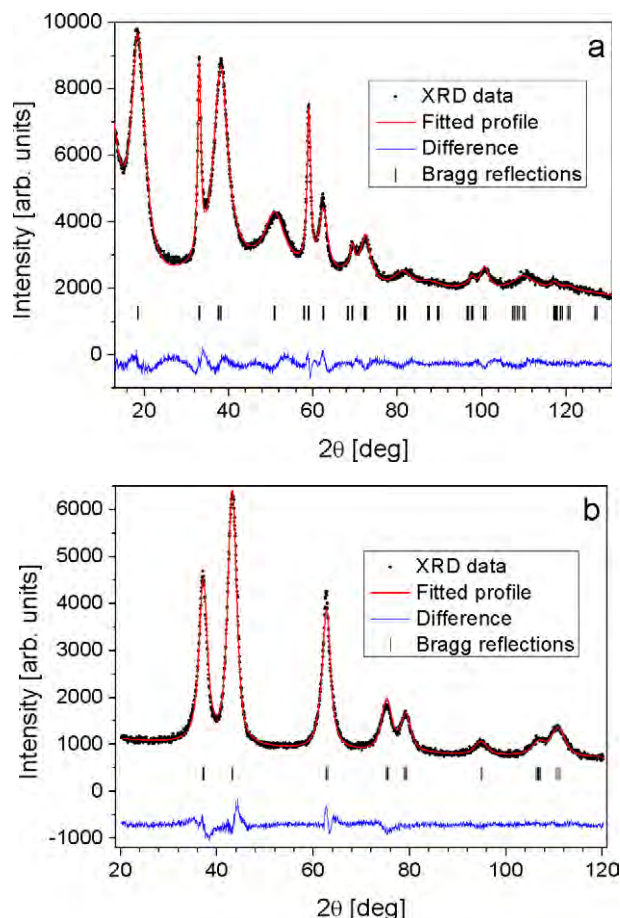 a
10000
8000
6000
4000
2000
0
Intensity [arb. units]
XRD data
Fitted profile
Difference
Bragg reflections
20 40 60 80 100 120
2θ [deg]
b
6000
5000
4000
3000
2000
1000
0
-1000
Intensity [arb. units]
XRD data
Fitted profile
Difference
Bragg reflections
20 40 60 80 100 120
2θ [deg]